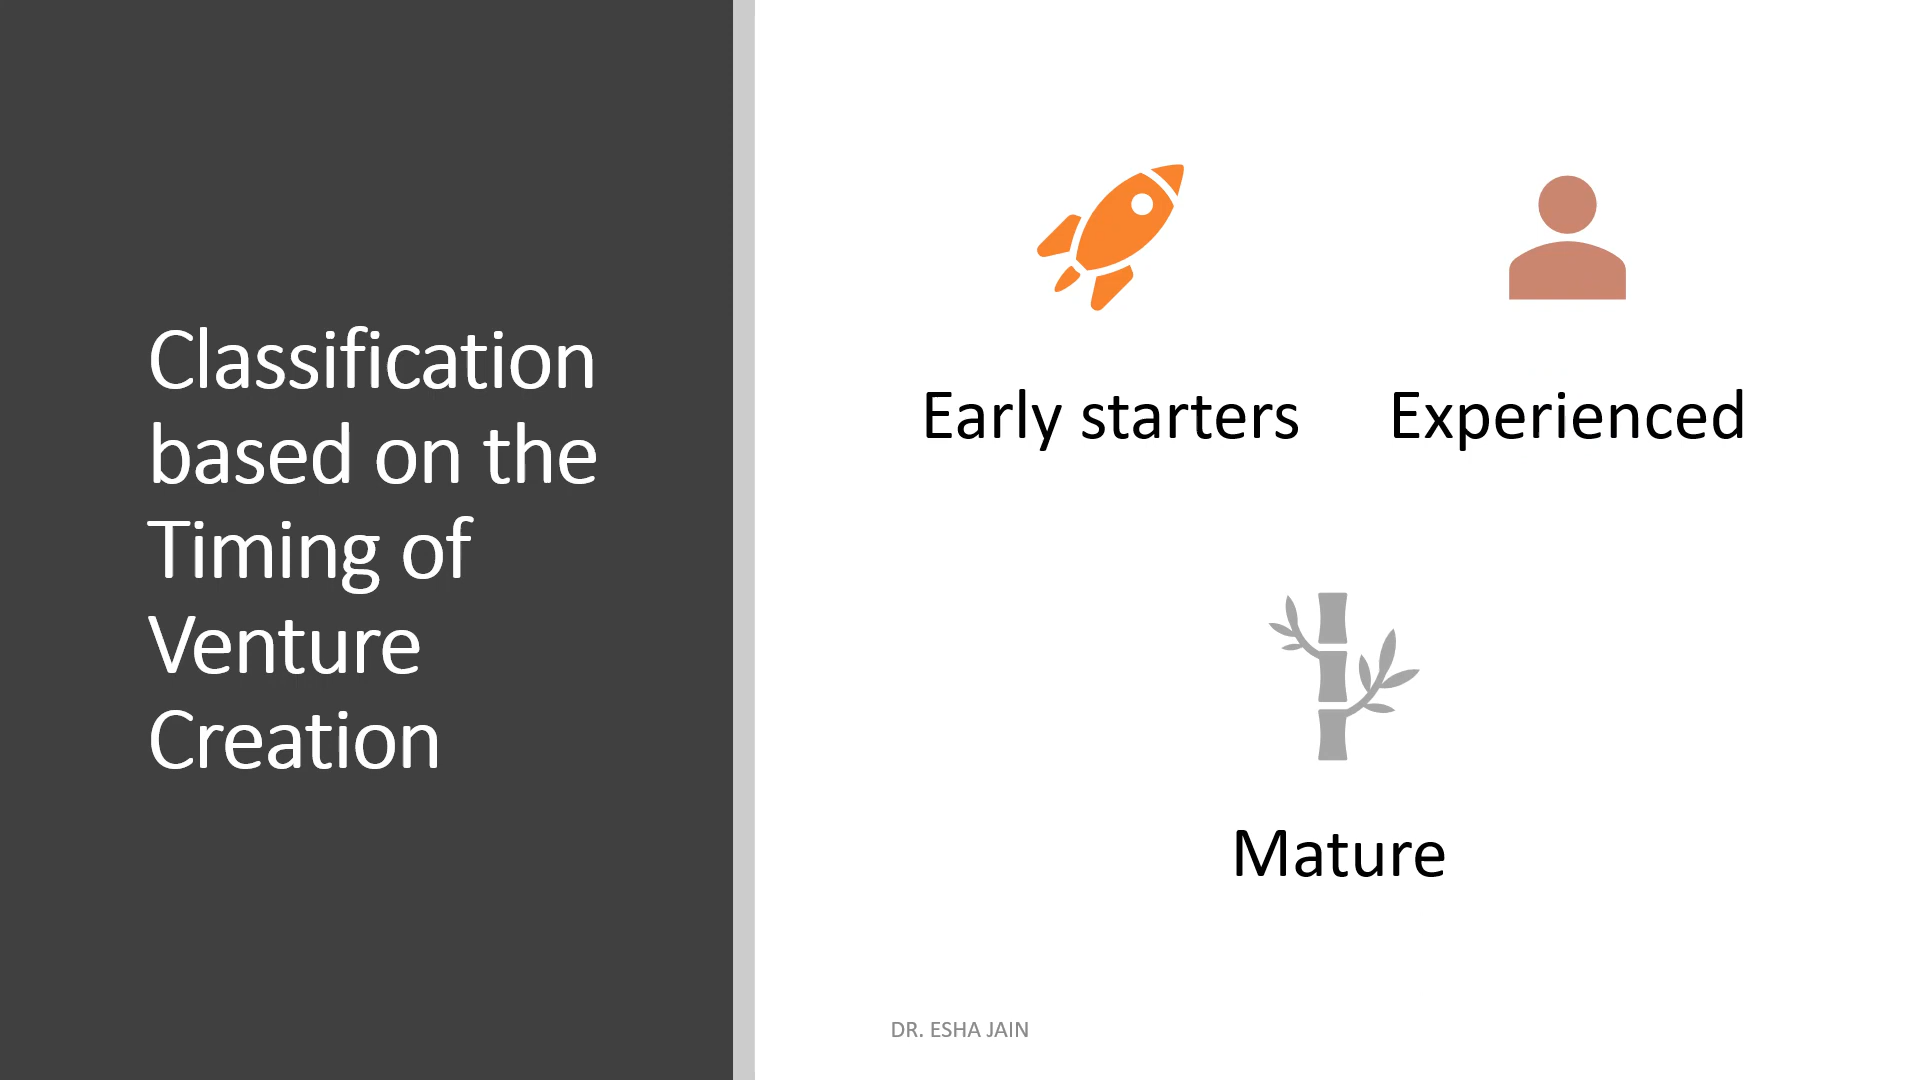 Classification
based on the
Timing of
Venture
Creation
Early starters
Experienced
Mature
DR. ESHA JAIN